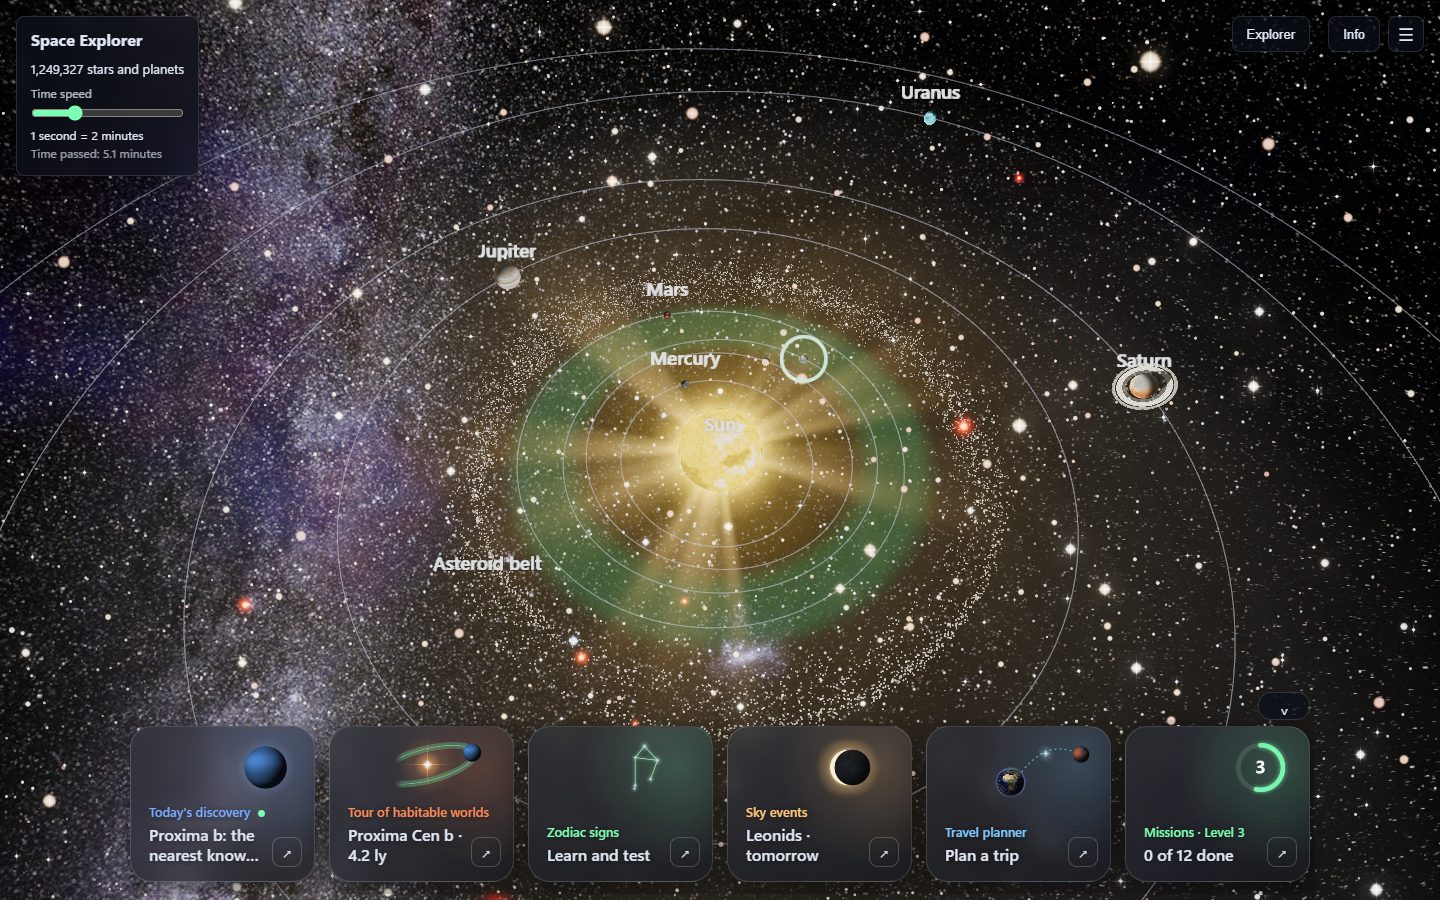 Space Explorer
1,249,327 stars and planets
Time speed
1 second = 2 minutes
Time passed: 5.1 minutes
Explorer
Info
Uranus
Jupiter
Mars
Mercury
Saturn
Sun
Asteroid belt
v
Today's discovery
Proxima b: the
nearest know...
Tour of habitable worlds
Proxima Cen b ·
4.2 ly
Zodiac signs
Learn and test
Sky events
Leonids ·
tomorrow
Travel planner
Plan a trip
3
Missions · Level 3
0 of 12 done